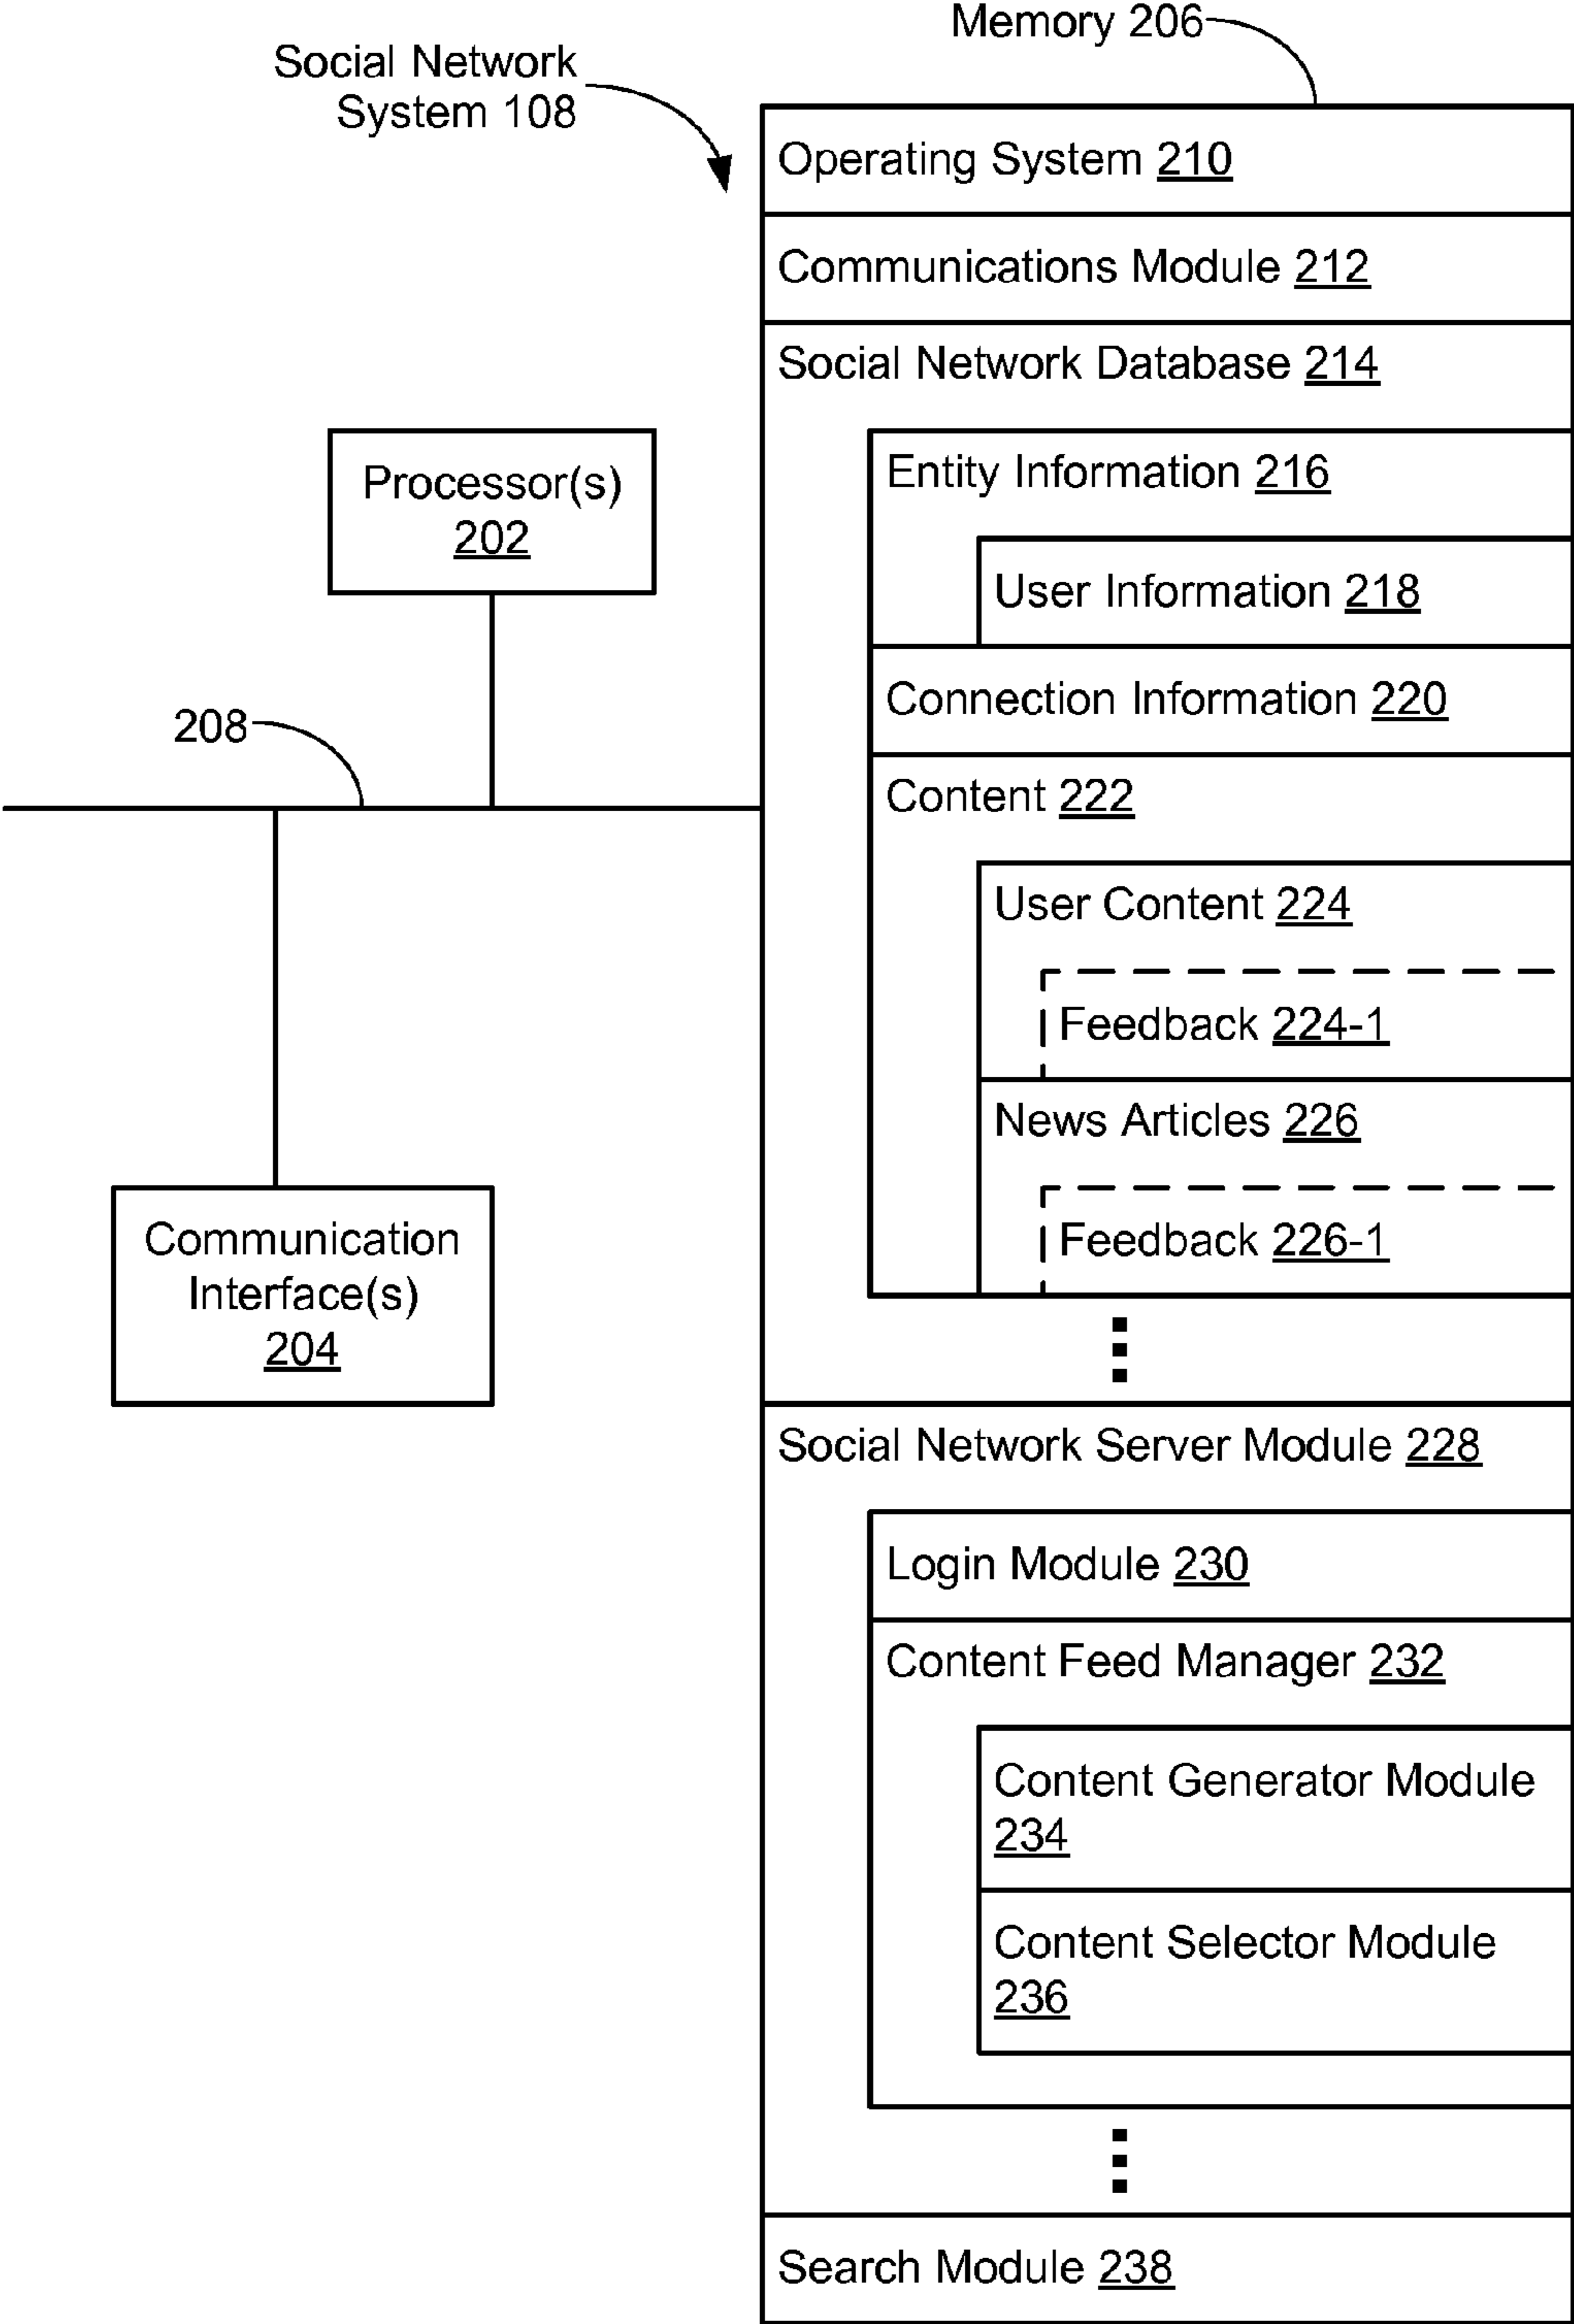 Memory 206
Social Network
System 108
Operating System 210
Communications Module 212
Social Network Database 214
Entity Information 216
Processor(s)
202
User Information 218
Connection Information 220
208
Content 222
User Content 224
Feedback 224-1
News Articles 226
Feedback 226-1
Communication
Interface(s)
204
Social Network Server Module 228
Login Module 230
Content Feed Manager 232
Content Generator Module
234
Content Selector Module
236
Search Module 238